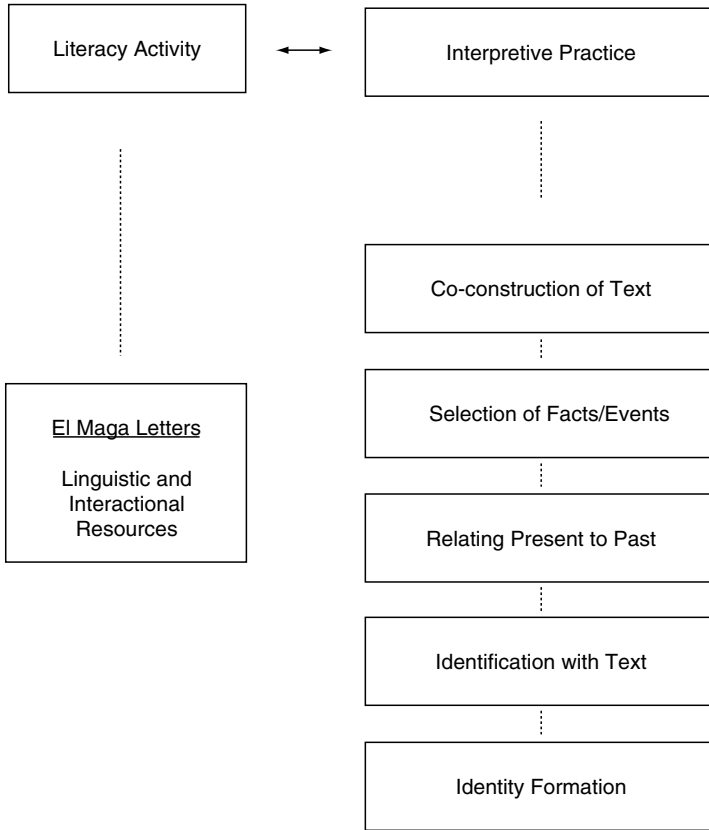 Literacy Activity
Interpretive Practice
Co-construction of Text
Selection of Facts/Events
El Maga Letters
Linguistic and
Interactional
Resources
Relating Present to Past
Identification with Text
Identity Formation